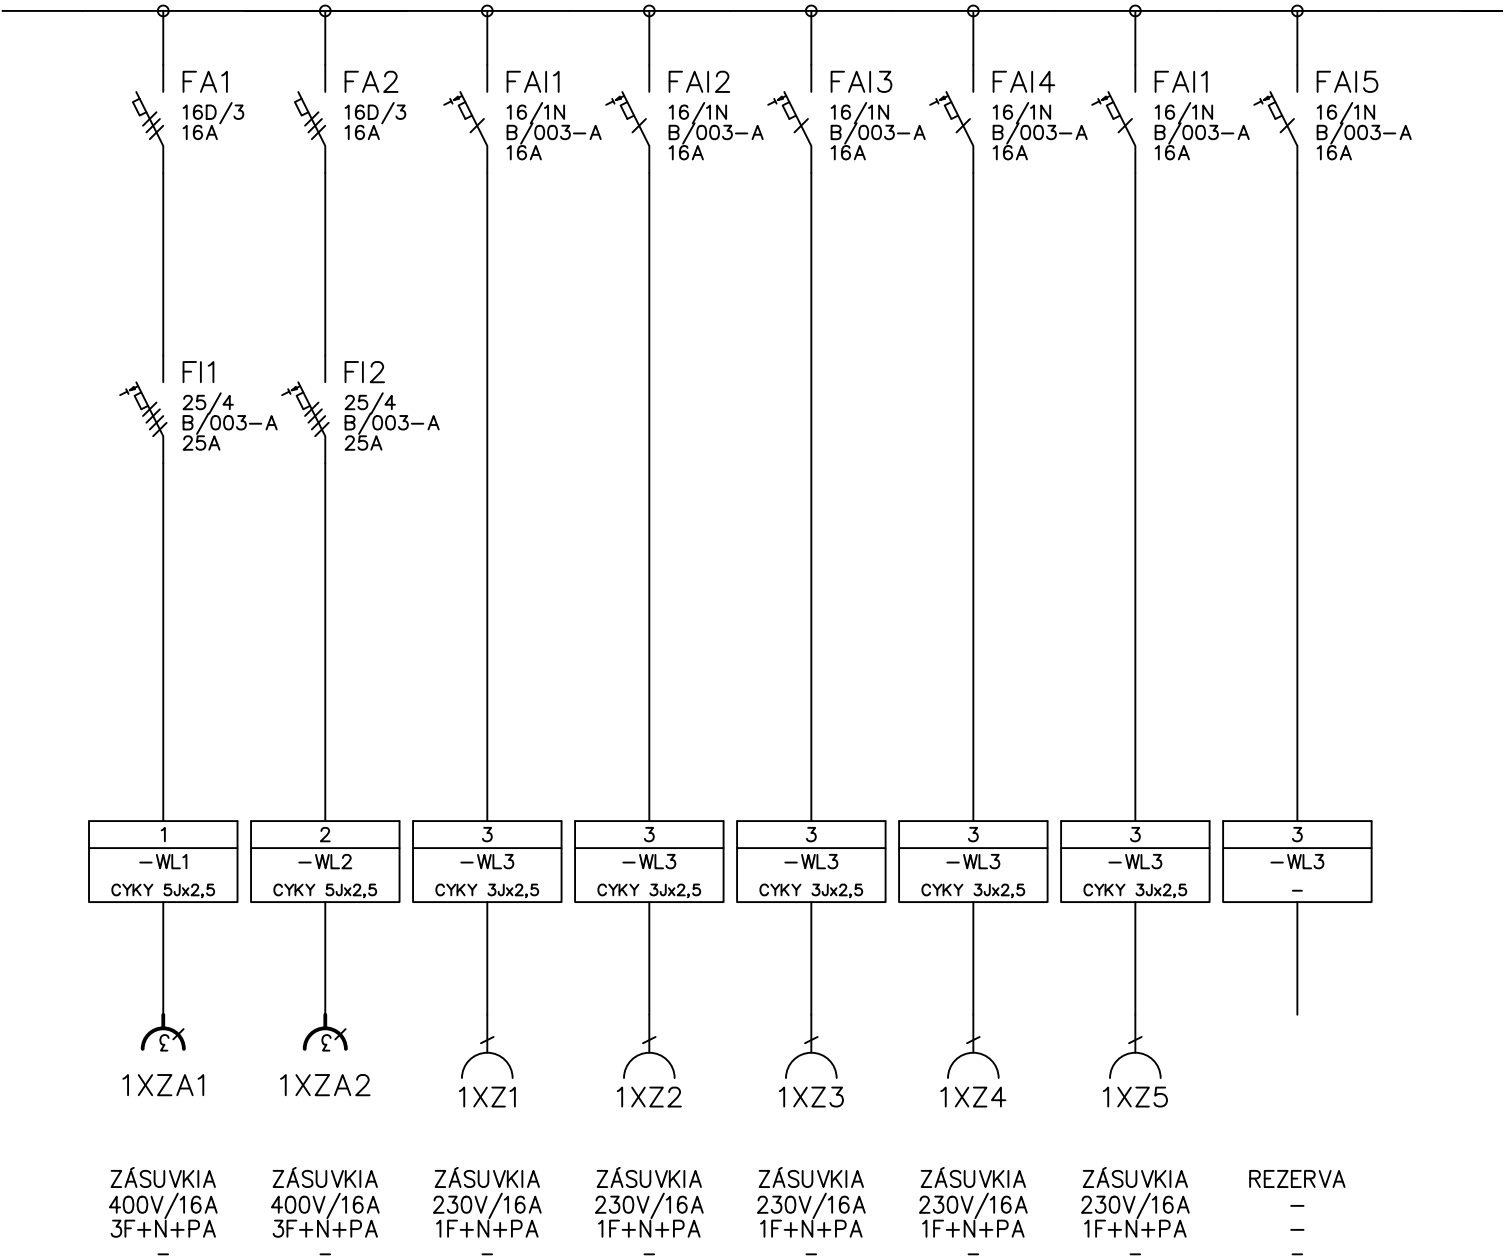 FA1
16D/3
16A
FA2
16D/3
16A
FAI1
16/1N
B/003-A
16A
FAI2
16/1N
B/003-A
16A
FAI3
16/1N
B/003-A
16A
FAI4
16/1N
B/003-A
16A
FAI1
16/1N
B/003-A
16A
FAI5
16/1N
B/003-A
16A
FI1
25/4
B/003-A
25A
FI2
25/4
B/003-A
25A
1
-WL1
CYKY 5Jx2,5
2
-WL2
CYKY 5Jx2,5
3
-WL3
CYKY 3Jx2,5
3
-WL3
CYKY 3Jx2,5
3
-WL3
CYKY 3Jx2,5
3
-WL3
CYKY 3Jx2,5
3
-WL3
CYKY 3Jx2,5
3
-WL3
-
3
1XZA1
3
1XZA2
1XZ1
1XZ2
1XZ3
1XZ4
1XZ5
ZÁSUVKIA
400V/16A
3F+N+PA
-
ZÁSUVKIA
400V/16A
3F+N+PA
-
ZÁSUVKIA
230V/16A
1F+N+PA
-
ZÁSUVKIA
230V/16A
1F+N+PA
-
ZÁSUVKIA
230V/16A
1F+N+PA
-
ZÁSUVKIA
230V/16A
1F+N+PA
-
ZÁSUVKIA
230V/16A
1F+N+PA
-
REZERVA
-
-
-